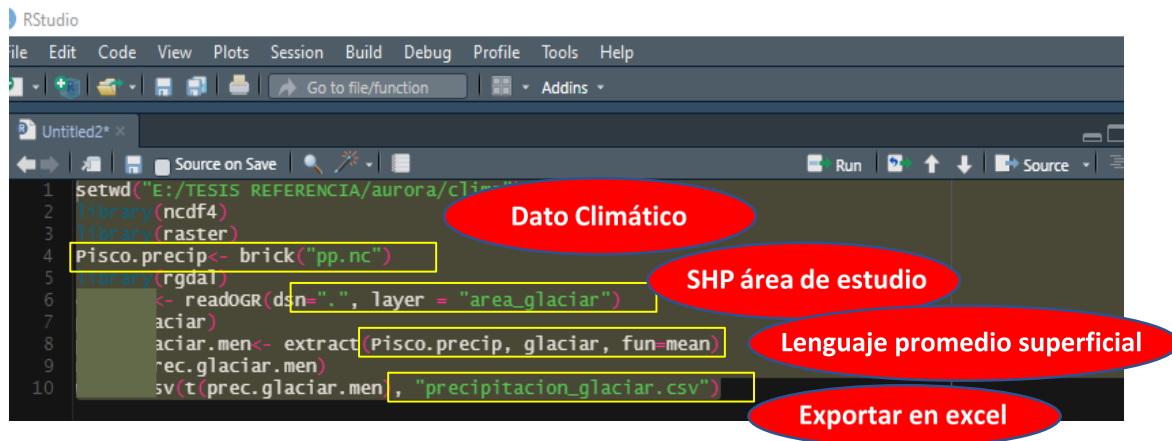 RStudio
File Edit Code View Plots Session Build Debug Profile Tools Help
Go to file/function Addins
Untitled2*
Source on Save Run Source
1 setwd("E:/TESIS REFERENCIA/aurora/clima"
Dato Climático
2 library(ncdf4)
3 library(raster)
4 Pisco.precip<- brick("pp.nc")
5 library(rgdal)
SHP área de estudio
6 <- readOGR(dsn=".", layer = "area_glaciar")
7 aciar)
8 aciar.men<- extract(Pisco.precip, glaciar, fun=mean)
Lenguaje promedio superficial
9 rec.glaciar.men)
10 sv(t(prec.glaciar.men), "precipitacion_glaciar.csv")
Exportar en excel